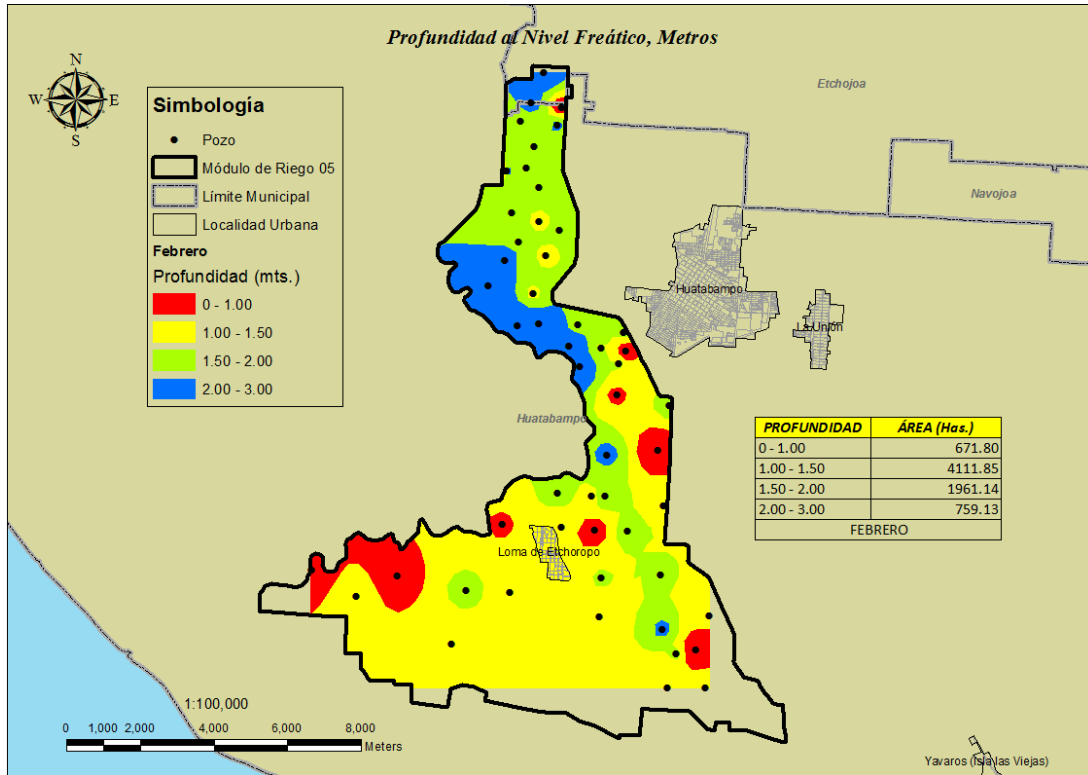 Profundidad al Nivel Freático, Metros
N
W E
S
Simbología
Pozo
Módulo de Riego 05
Límite Municipal
Localidad Urbana
Febrero
Profundidad (mts.)
0 - 1.00
1.00 - 1.50
1.50 - 2.00
2.00 - 3.00
Etchojoa
Navojoa
Huatabampo
La Unión
Huatabampo
PROFUNDIDAD ÁREA (Has.)
0 - 1.00 671.80
1.00 - 1.50 4111.85
1.50 - 2.00 1961.14
2.00 - 3.00 759.13
FEBRERO
Loma de Etchoropo
1:100,000
0 1,000 2,000 4,000 6,000 8,000
Meters
Yavaros (Isla las Viejas)